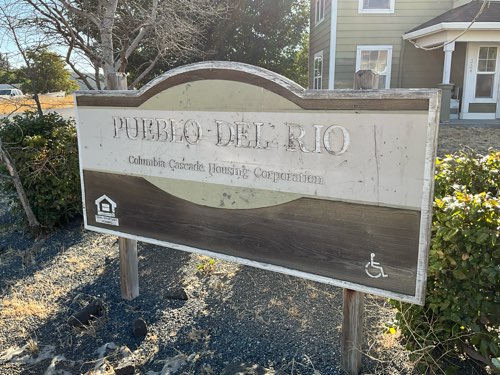 PUEBLO DEL RIO
Columbia Cascade Housing Corporation